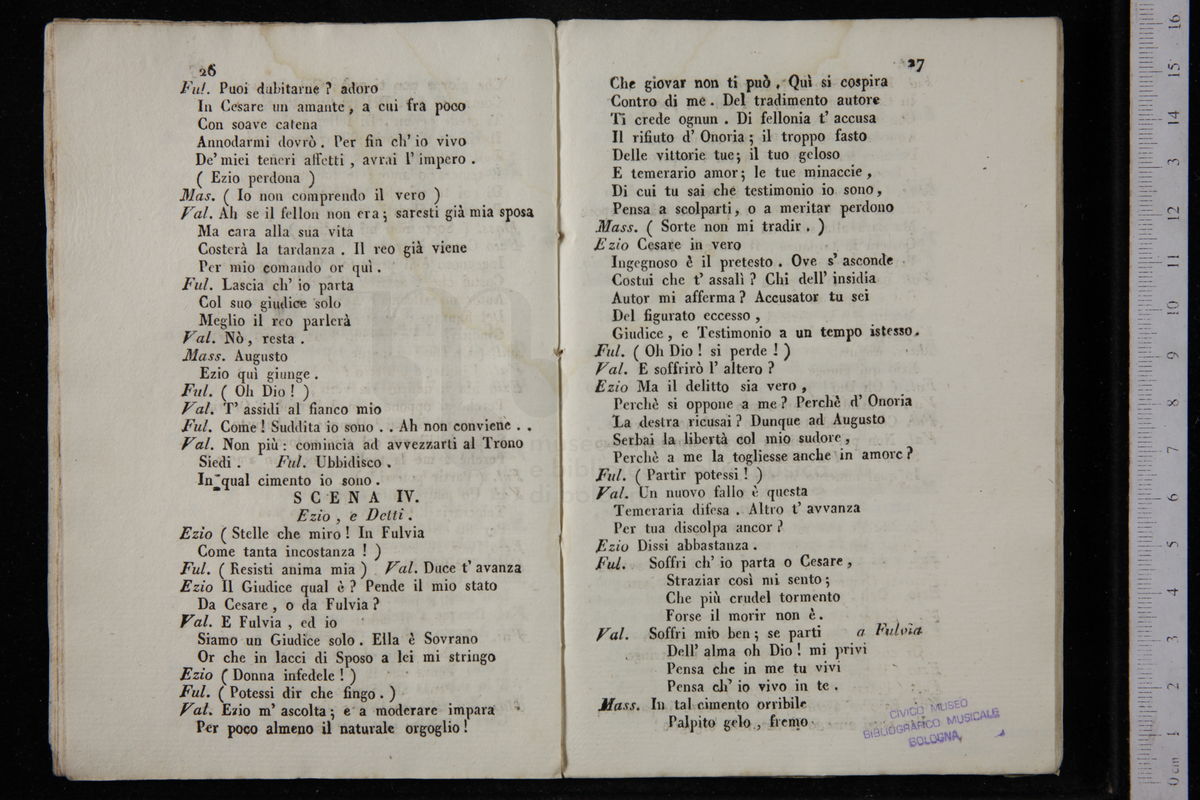 26
Ful. Puoi dubitarne ? adoro
In Cesare un amante , a cui fra poco
Con soave catena
Annodarmi dovrò . Per fin ch' io vivo
De' miei teneri affetti , avrai l' impero .
( Ezio perdona )
Mas. ( Io non comprendo il vero )
Val. Ah se il fellon non era ; saresti già mia sposa
Ma cara alla sua vita
Costerà la tardanza . Il reo già viene
Per mio comando or quì .
Ful. Lascia ch' io parta
Col suo giudice solo
Meglio il reo parlerà
Val. Nò , resta .
Mass. Augusto
Ezio quì giunge .
Ful. ( Oh Dio ! )
Val. T' assidi al fianco mio
Ful. Come ! Suddita io sono . . Ah non conviene . .
Val. Non più : comincia ad avvezzarti al Trono
Siedi . Ful. Ubbidisco .
In qual cimento io sono .
SCENA IV.
Ezio , e Detti .
Ezio ( Stelle che miro ! In Fulvia
Come tanta incostanza ! )
Ful. ( Resisti anima mia ) Val. Duce t' avanza
Ezio Il Giudice qual è ? Pende il mio stato
Da Cesare , o da Fulvia ?
Val. E Fulvia , ed io
Siamo un Giudice solo . Ella è Sovrano
Or che in lacci di Sposo a lei mi stringo
Ezio ( Donna infedele ! )
Ful. ( Potessi dir che fingo . )
Val. Ezio m' ascolta ; e a moderare impara
Per poco almeno il naturale orgoglio !
27
Che giovar non ti può . Quì si cospira
Contro di me . Del tradimento autore
Ti crede ognun . Di fellonia t' accusa
Il rifiuto d' Onoria ; il troppo fasto
Delle vittorie tue ; il tuo geloso
E temerario amor ; le tue minaccie ,
Di cui tu sai che testimonio io sono ,
Pensa a scolparti , o a meritar perdono
Mass. ( Sorte non mi tradir . )
Ezio Cesare in vero
Ingegnoso è il pretesto . Ove s' asconde
Costui che t' assalì ? Chi dell' insidia
Autor mi afferma ? Accusator tu sei
Del figurato eccesso ,
Giudice , e Testimonio a un tempo istesso .
Ful. ( Oh Dio ! si perde ! )
Val. E soffrirò l' altero ?
Ezio Ma il delitto sia vero ,
Perchè si oppone a me ? Perchè d' Onoria
La destra ricusai ? Dunque ad Augusto
Serbai la libertà col mio sudore ,
Perchè a me la togliesse anche in amore ?
Ful. ( Partir potessi ! )
Val. Un nuovo fallo è questa
Temeraria difesa . Altro t' avvanza
Per tua discolpa ancor ?
Ezio Dissi abbastanza .
Ful. Soffri ch' io parta o Cesare ,
Straziar così mi sento ;
Che più crudel tormento
Forse il morir non è .
Val. Soffri mio ben ; se parti a Fulvia
Dell' alma oh Dio ! mi privi
Pensa che in me tu vivi
Pensa ch' io vivo in te .
Mass. In tal cimento orribile
Palpito gelo , fremo
CIVICO MUSEO
BIBLIOGRAFICO MUSICALE
BOLOGNA
0 cm 1 2 3 4 5 6 7 8 9 10 11 12 13 14 15 16